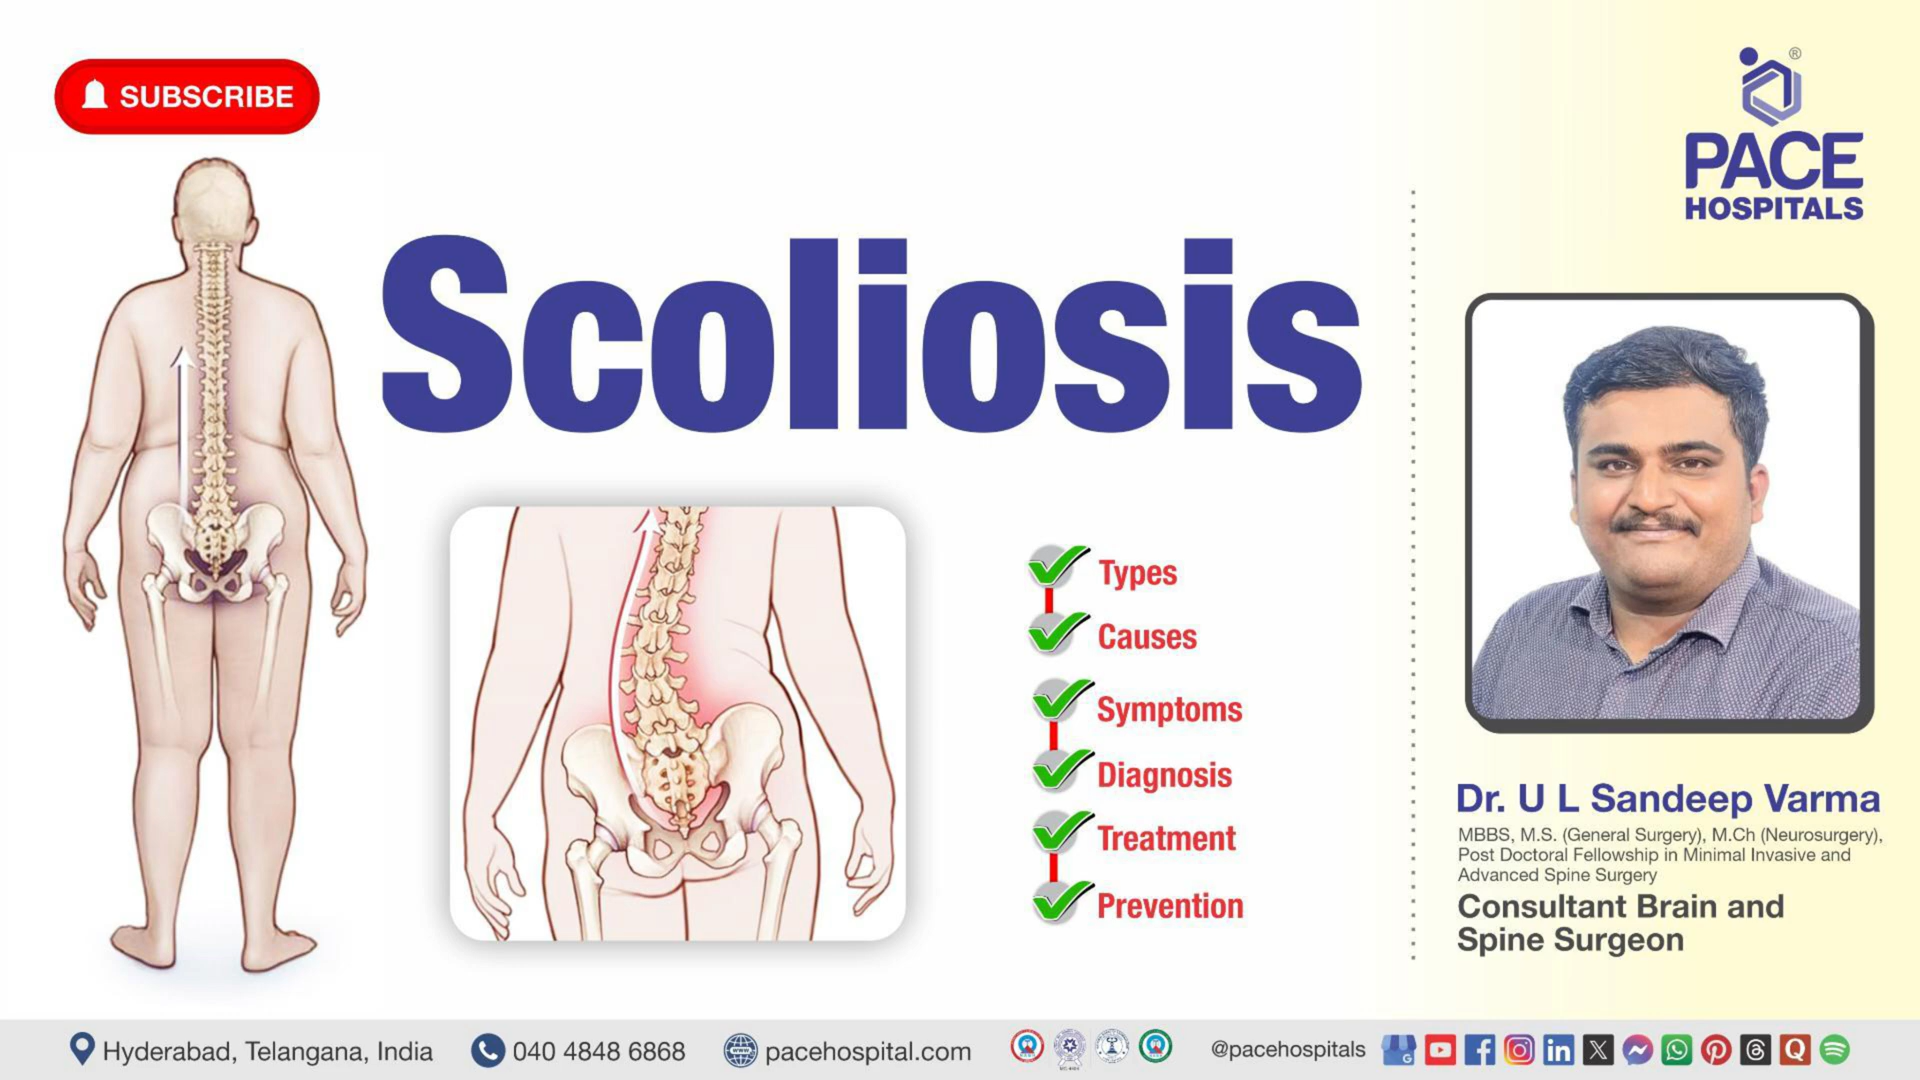 SUBSCRIBE
PACE
HOSPITALS
®
Scoliosis
Types
Causes
Symptoms
Diagnosis
Treatment
Prevention
Dr. U L Sandeep Varma
MBBS, M.S. (General Surgery), M.Ch (Neurosurgery),
Post Doctoral Fellowship in Minimal Invasive and
Advanced Spine Surgery
Consultant Brain and
Spine Surgeon
Hyderabad, Telangana, India
040 4848 6868
www
pacehospital.com
@pacehospitals